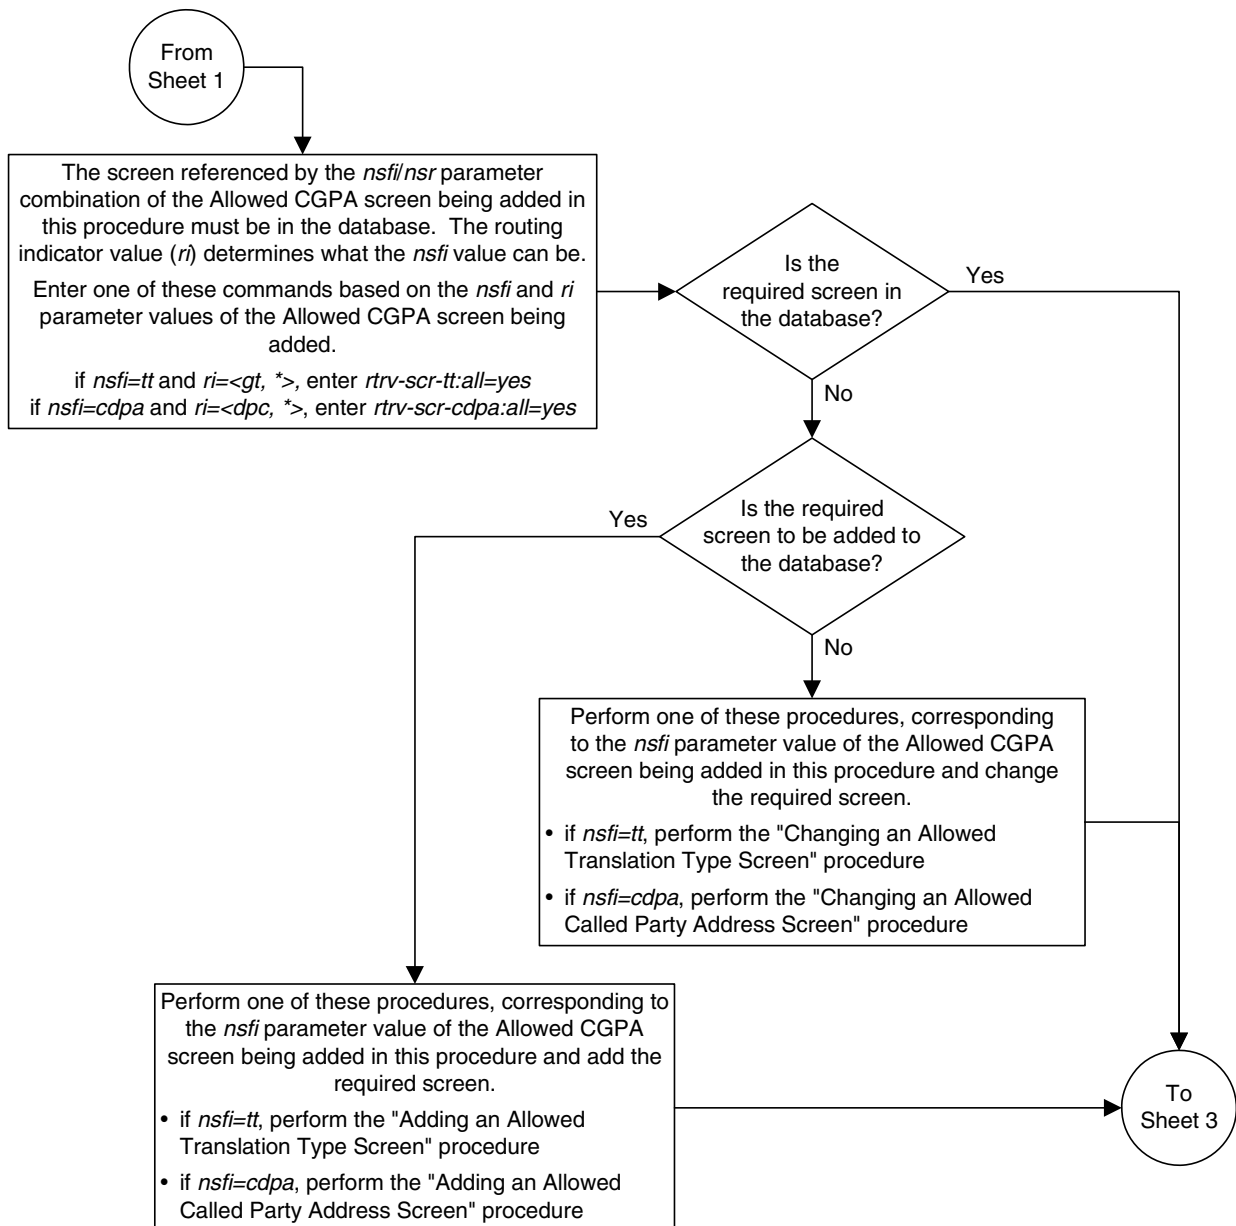 From
Sheet 1
The screen referenced by the nsfi/nsr parameter
combination of the Allowed CGPA screen being added in
this procedure must be in the database.  The routing
indicator value (ri) determines what the nsfi value can be.
Enter one of these commands based on the nsfi and ri
parameter values of the Allowed CGPA screen being
added.
if nsfi=tt and ri=<gt, *>, enter rtrv-scr-tt:all=yes
if nsfi=cdpa and ri=<dpc, *>, enter rtrv-scr-cdpa:all=yes
Is the
required screen in
the database?
Yes
No
Is the required
screen to be added to
the database?
Yes
No
Perform one of these procedures, corresponding
to the nsfi parameter value of the Allowed CGPA
screen being added in this procedure and change
the required screen.
• if nsfi=tt, perform the "Changing an Allowed
Translation Type Screen" procedure
• if nsfi=cdpa, perform the "Changing an Allowed
Called Party Address Screen" procedure
Perform one of these procedures, corresponding to
the nsfi parameter value of the Allowed CGPA
screen being added in this procedure and add the
required screen.
• if nsfi=tt, perform the "Adding an Allowed
Translation Type Screen" procedure
• if nsfi=cdpa, perform the "Adding an Allowed
Called Party Address Screen" procedure
To
Sheet 3